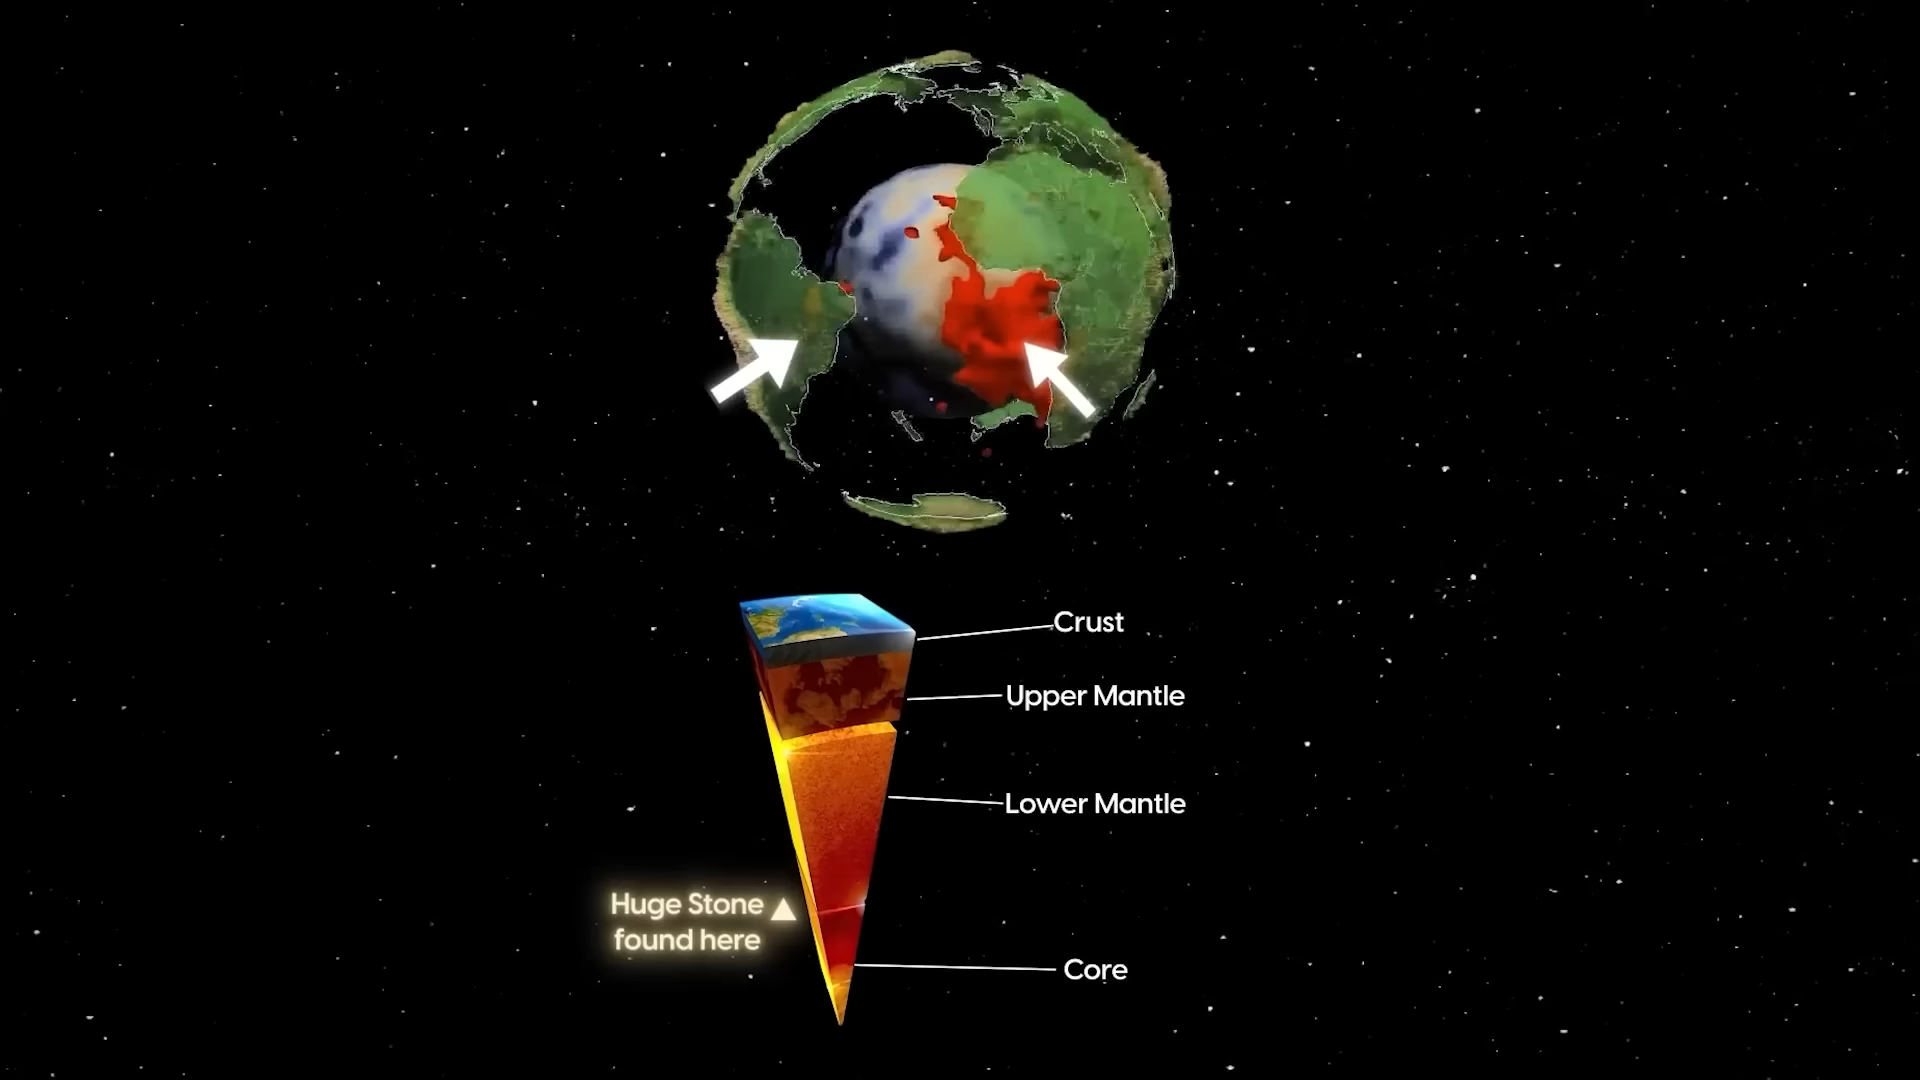 Crust
Upper Mantle
Lower Mantle
Huge Stone
found here
Core